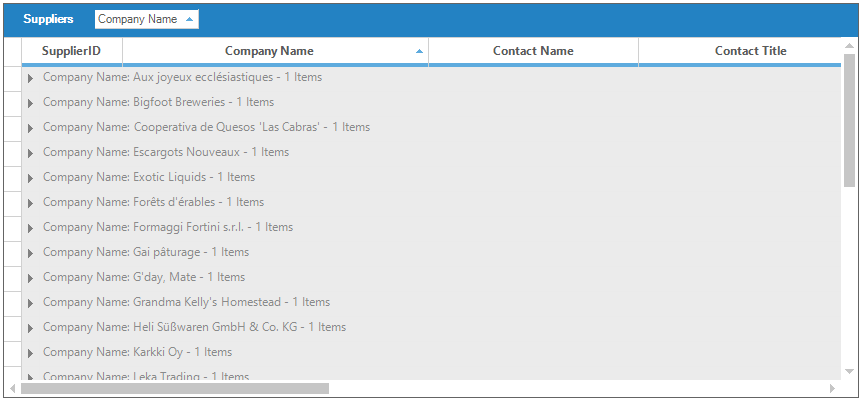 Suppliers Company Name
SupplierID Company Name Contact Name Contact Title
Company Name: Aux joyeux ecclésiastiques - 1 Items
Company Name: Bigfoot Breweries - 1 Items
Company Name: Cooperativa de Quesos 'Las Cabras' - 1 Items
Company Name: Escargots Nouveaux - 1 Items
Company Name: Exotic Liquids - 1 Items
Company Name: Forêts d'érables - 1 Items
Company Name: Formaggi Fortini s.r.l. - 1 Items
Company Name: Gai pâturage - 1 Items
Company Name: G'day, Mate - 1 Items
Company Name: Grandma Kelly's Homestead - 1 Items
Company Name: Heli Süßwaren GmbH & Co. KG - 1 Items
Company Name: Karkki Oy - 1 Items
Company Name: Leka Trading - 1 Items